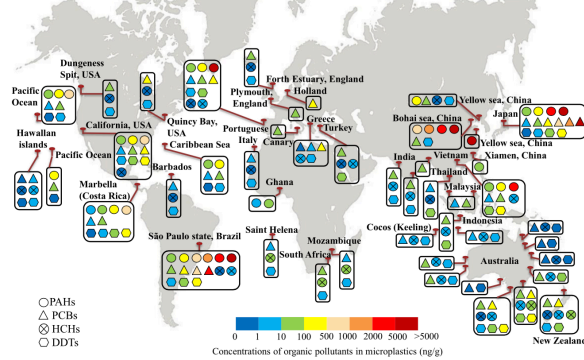 Dungeness
Spit, USA
Pacific
Ocean
California, USA
Hawallan
islands
Pacific Ocean
Quincy Bay,
USA
Caribbean Sea
Barbados
Marbella
(Costa Rica)
São Paulo state, Brazil
Forth Estuary, England
Plymouth,
England
Holland
Portuguese
Italy
Canary
Greece
Turkey
Ghana
Saint Helena
South Africa
Mozambique
Yellow sea, China
Bohai sea, China
Japan
Yellow sea, China
Xiamen, China
India
Vietnam
Thailand
Malaysia
Indonesia
Cocos (Keeling)
Australia
New Zealand
PAHs
PCBs
HCHs
DDTs
0 1 10 100 500 1000 2000 5000 >5000
Concentrations of organic pollutants in microplastics (ng/g)